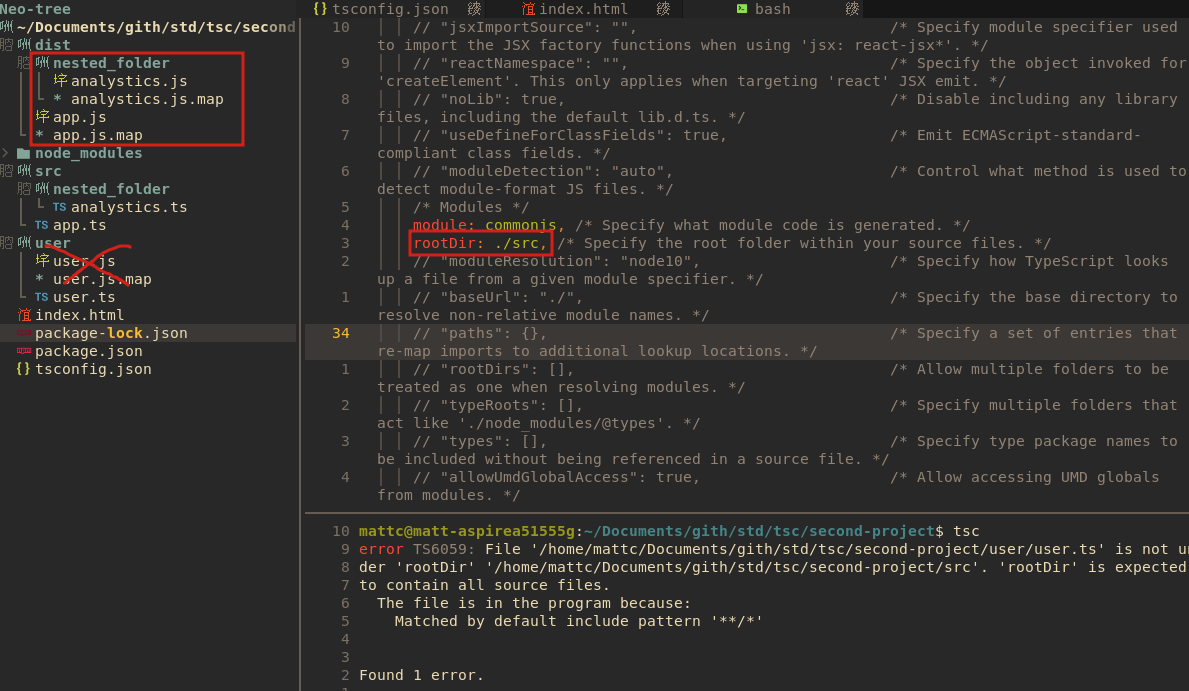 Neo-tree
~/Documents/gith/std/tsc/second
dist
nested_folder
analystics.js
* analystics.js.map
app.js
* app.js.map
> node_modules
src
nested_folder
TS analystics.ts
TS app.ts
user
user.js
* user.js.map
TS user.ts
index.html
package-lock.json
package.json
{} tsconfig.json
{} tsconfig.json
index.html
bash
10 // "jsxImportSource": "", /* Specify module specifier used
to import the JSX factory functions when using 'jsx: react-jsx*'. */
9 // "reactNamespace": "", /* Specify the object invoked for
'createElement'. This only applies when targeting 'react' JSX emit. */
8 // "noLib": true, /* Disable including any library
files, including the default lib.d.ts. */
7 // "useDefineForClassFields": true, /* Emit ECMAScript-standard-
compliant class fields. */
6 // "moduleDetection": "auto", /* Control what method is used to
detect module-format JS files. */
5 /* Modules */
4 module: commonjs, /* Specify what module code is generated. */
3 rootDir: ./src, /* Specify the root folder within your source files. */
2 // "moduleResolution": "node10", /* Specify how TypeScript looks
up a file from a given module specifier. */
1 // "baseUrl": "./", /* Specify the base directory to
resolve non-relative module names. */
34 // "paths": {}, /* Specify a set of entries that
re-map imports to additional lookup locations. */
1 // "rootDirs": [], /* Allow multiple folders to be
treated as one when resolving modules. */
2 // "typeRoots": [], /* Specify multiple folders that
act like './node_modules/@types'. */
3 // "types": [], /* Specify type package names to
be included without being referenced in a source file. */
4 // "allowUmdGlobalAccess": true, /* Allow accessing UMD globals
from modules. */
10 mattc@matt-aspirea51555g:~/Documents/gith/std/tsc/second-project$ tsc
9 error TS6059: File '/home/mattc/Documents/gith/std/tsc/second-project/user/user.ts' is not un
8 der 'rootDir' '/home/mattc/Documents/gith/std/tsc/second-project/src'. 'rootDir' is expected
7 to contain all source files.
6 The file is in the program because:
5 Matched by default include pattern '**/*'
4
3
2 Found 1 error.
1